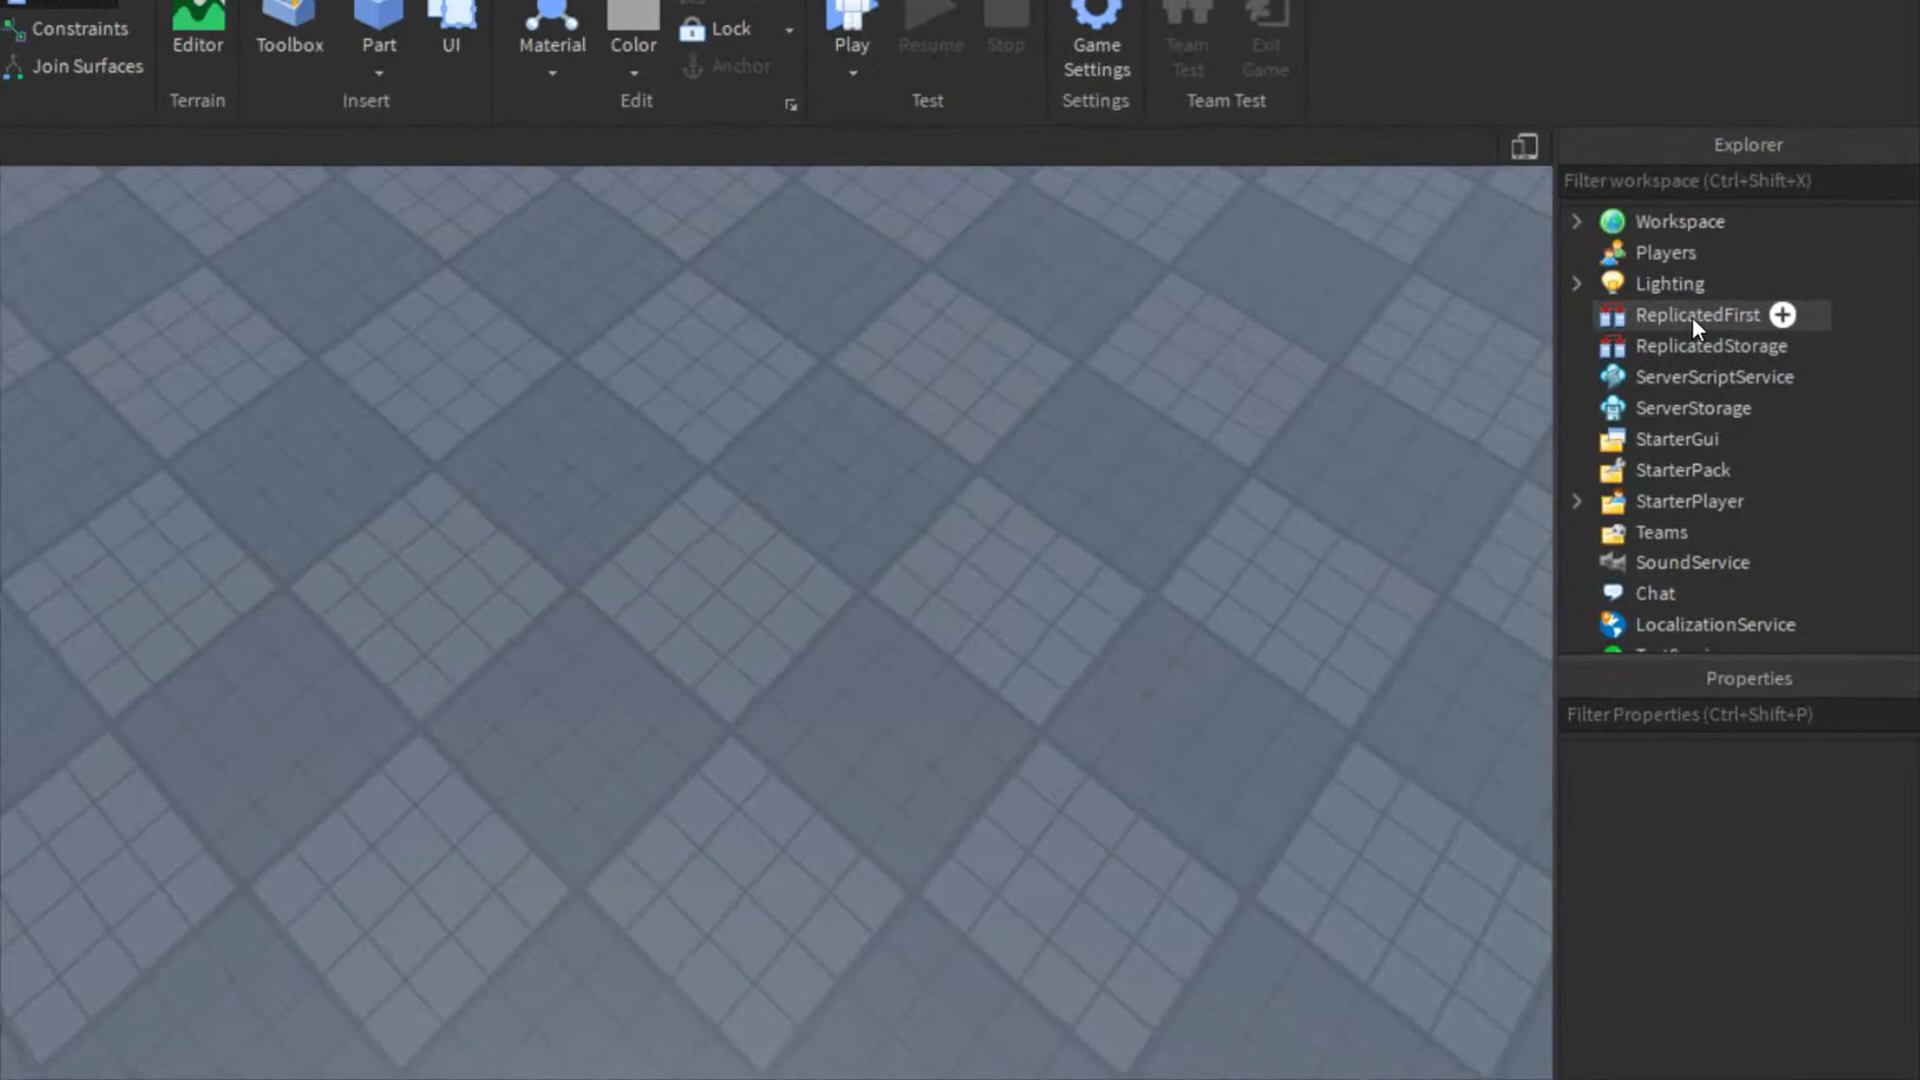 Constraints
Join Surfaces
Editor
Terrain
Toolbox
Part
UI
Insert
Material
Color
Lock
Anchor
Edit
Play
Resume
Stop
Test
Game
Settings
Settings
Team
Test
Exit
Game
Team Test
Explorer
Filter workspace (Ctrl+Shift+X)
Workspace
Players
Lighting
ReplicatedFirst
ReplicatedStorage
ServerScriptService
ServerStorage
StarterGui
StarterPack
StarterPlayer
Teams
SoundService
Chat
LocalizationService
Properties
Filter Properties (Ctrl+Shift+P)